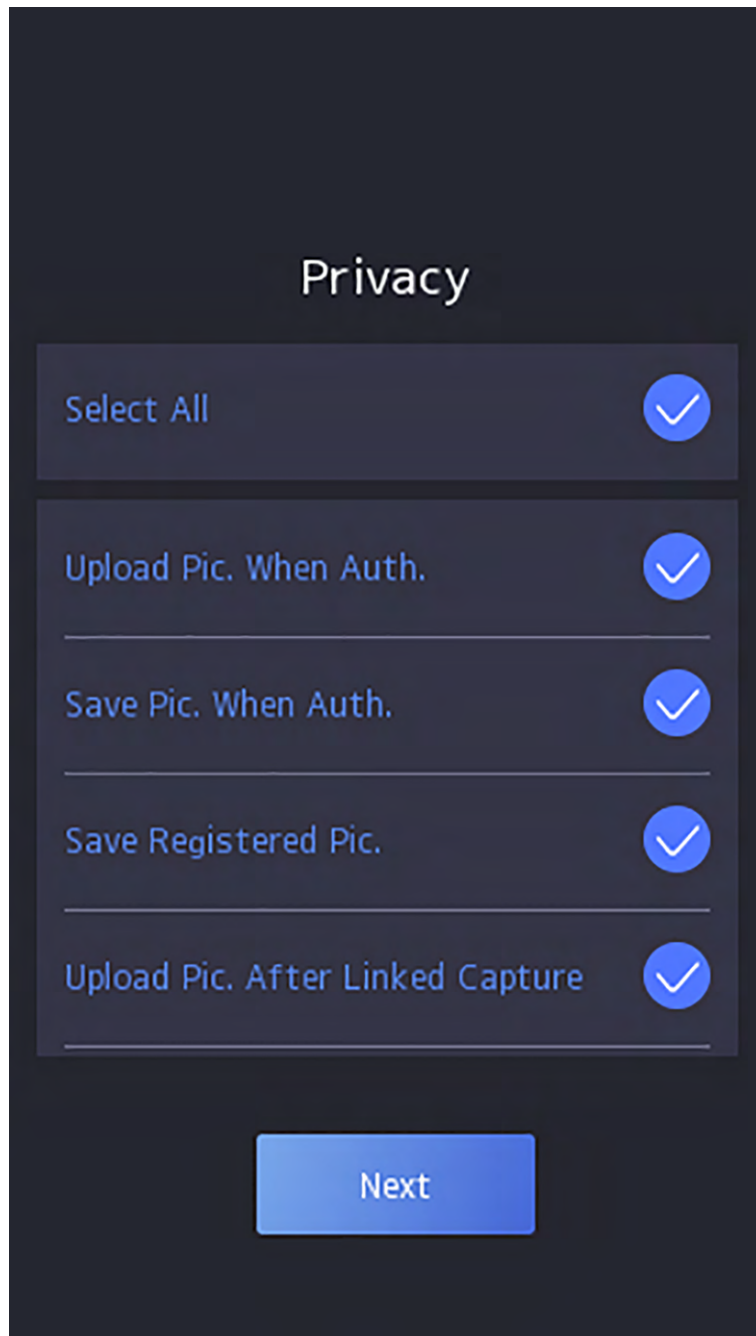 Privacy
Select All
Upload Pic. When Auth.
Save Pic. When Auth.
Save Registered Pic.
Upload Pic. After Linked Capture
Next